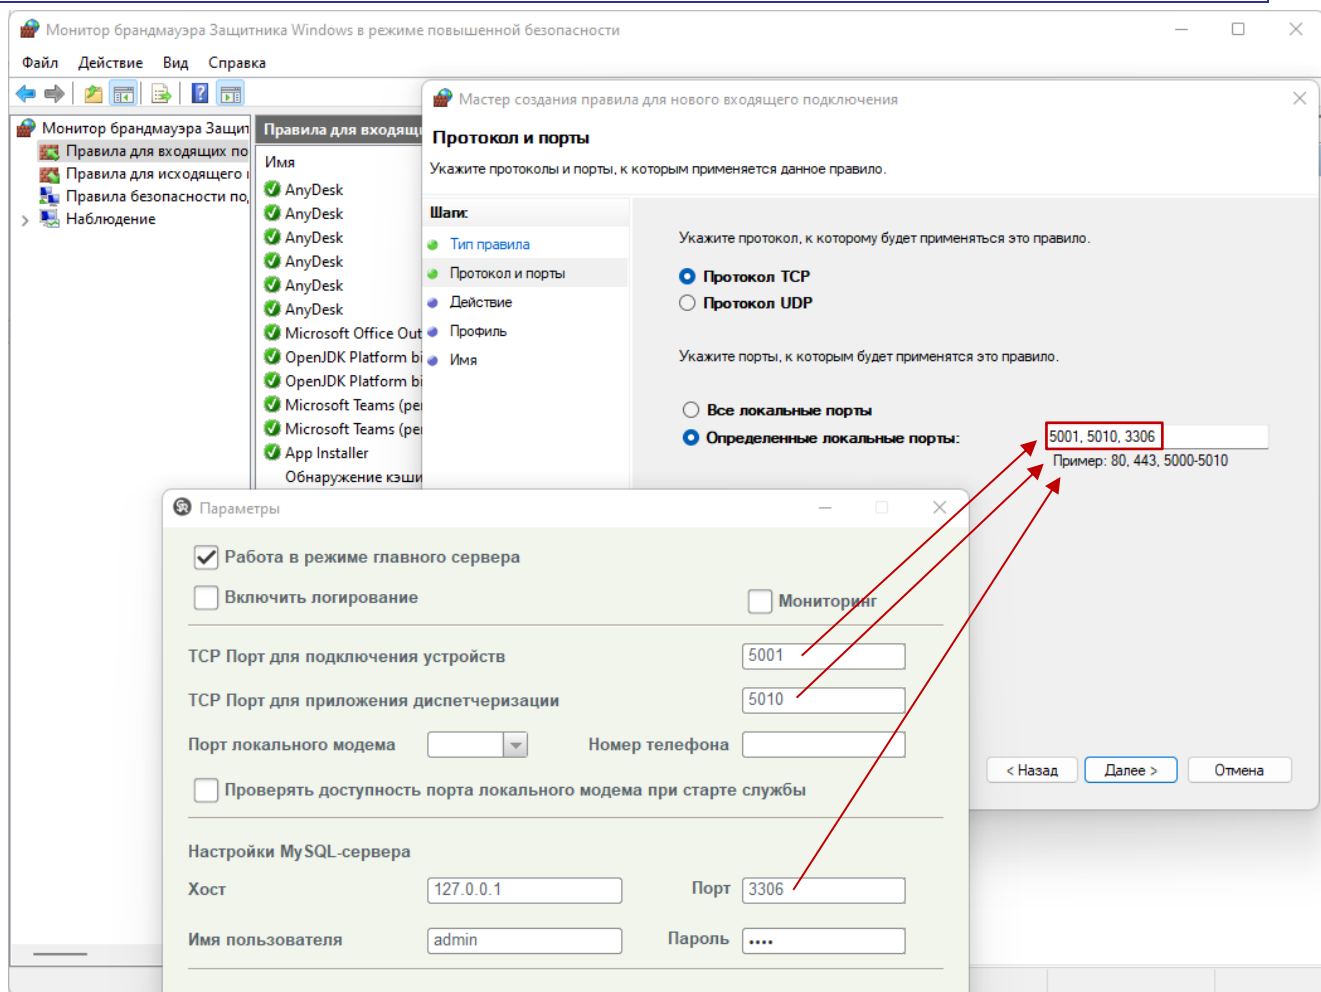 Монитор брандмауэра Защитника Windows в режиме повышенной безопасности
Файл Действие Вид Справка
Монитор брандмауэра Защит
Правила для входящих по
Правила для исходящего
Правила безопасности по
Наблюдение
Правила для входящ
Имя
AnyDesk
AnyDesk
AnyDesk
AnyDesk
AnyDesk
AnyDesk
Microsoft Office Out
OpenJDK Platform bi
OpenJDK Platform bi
Microsoft Teams (per
Microsoft Teams (per
App Installer
Обнаружение кэши
Мастер создания правила для нового входящего подключения
Протокол и порты
Укажите протоколы и порты, к которым применяется данное правило.
Шаги:
Тип правила
Протокол и порты
Действие
Профиль
Имя
Укажите протокол, к которому будет применяться это правило.
Протокол TCP
Протокол UDP
Укажите порты, к которым будет применятся это правило.
Все локальные порты
Определенные локальные порты: 5001, 5010, 3306
Пример: 80, 443, 5000-5010
< Назад Далее > Отмена
Параметры
Работа в режиме главного сервера
Включить логирование Мониторинг
TCP Порт для подключения устройств 5001
TCP Порт для приложения диспетчеризации 5010
Порт локального модема Номер телефона
Проверять доступность порта локального модема при старте службы
Настройки MySQL-сервера
Хост 127.0.0.1 Порт 3306
Имя пользователя admin Пароль ••••